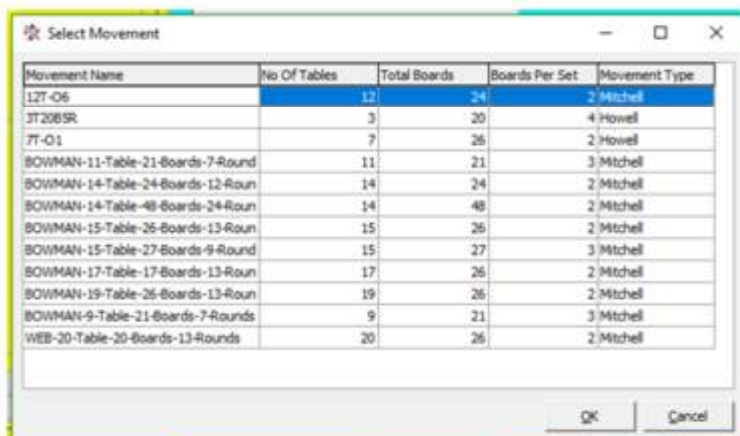 Select Movement
Movement Name No Of Tables Total Boards Boards Per Set Movement Type
12T-O6 12 24 2 Mitchell
3T20B5R 3 20 4 Howell
7T-O1 7 26 2 Howell
BOWMAN-11-Table-21-Boards-7-Round 11 21 3 Mitchell
BOWMAN-14-Table-24-Boards-12-Roun 14 24 2 Mitchell
BOWMAN-14-Table-48-Boards-24-Roun 14 48 2 Mitchell
BOWMAN-15-Table-26-Boards-13-Roun 15 26 2 Mitchell
BOWMAN-15-Table-27-Boards-9-Round 15 27 3 Mitchell
BOWMAN-17-Table-17-Boards-13-Roun 17 26 2 Mitchell
BOWMAN-19-Table-26-Boards-13-Roun 19 26 2 Mitchell
BOWMAN-9-Table-21-Boards-7-Rounds 9 21 3 Mitchell
WEB-20-Table-20-Boards-13-Rounds 20 26 2 Mitchell
OK Cancel